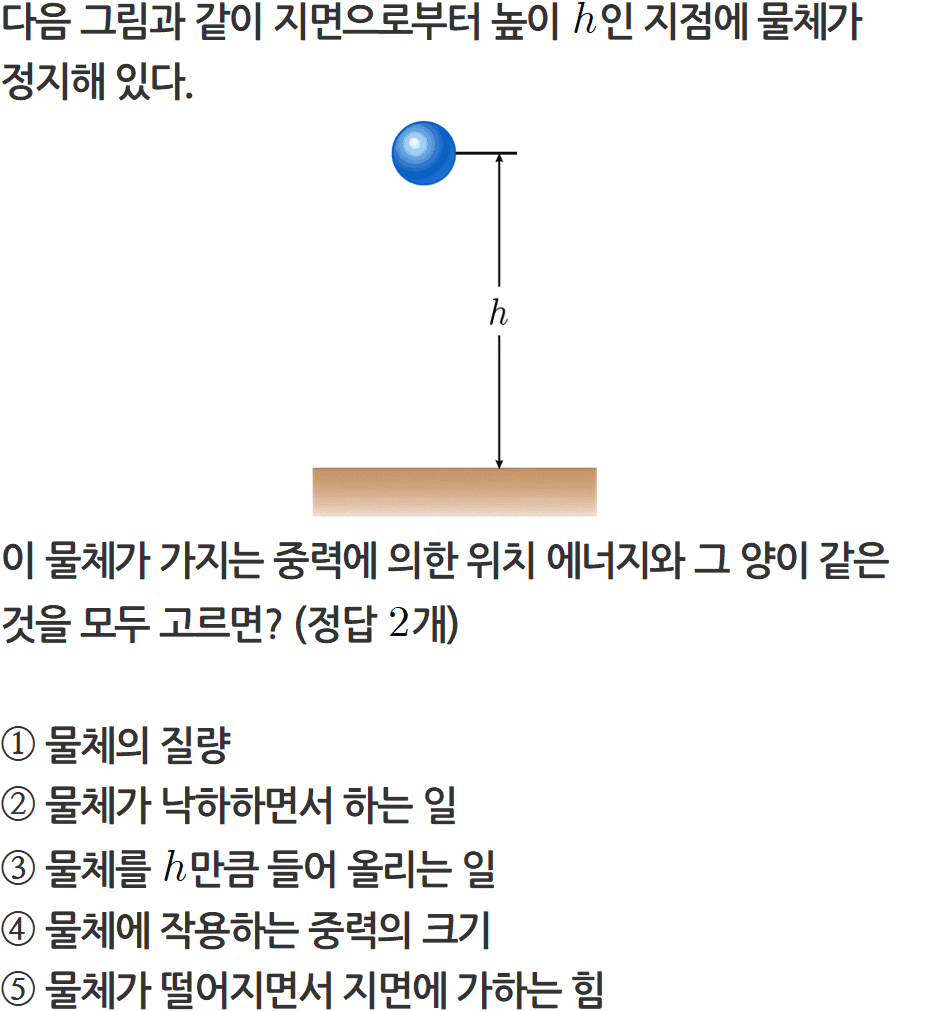 다음 그림과 같이 지면으로부터 높이 h인 지점에 물체가
정지해 있다.
h
이 물체가 가지는 중력에 의한 위치 에너지와 그 양이 같은
것을 모두 고르면? (정답 2개)
① 물체의 질량
② 물체가 낙하하면서 하는 일
③ 물체를 h만큼 들어 올리는 일
④ 물체에 작용하는 중력의 크기
⑤ 물체가 떨어지면서 지면에 가하는 힘